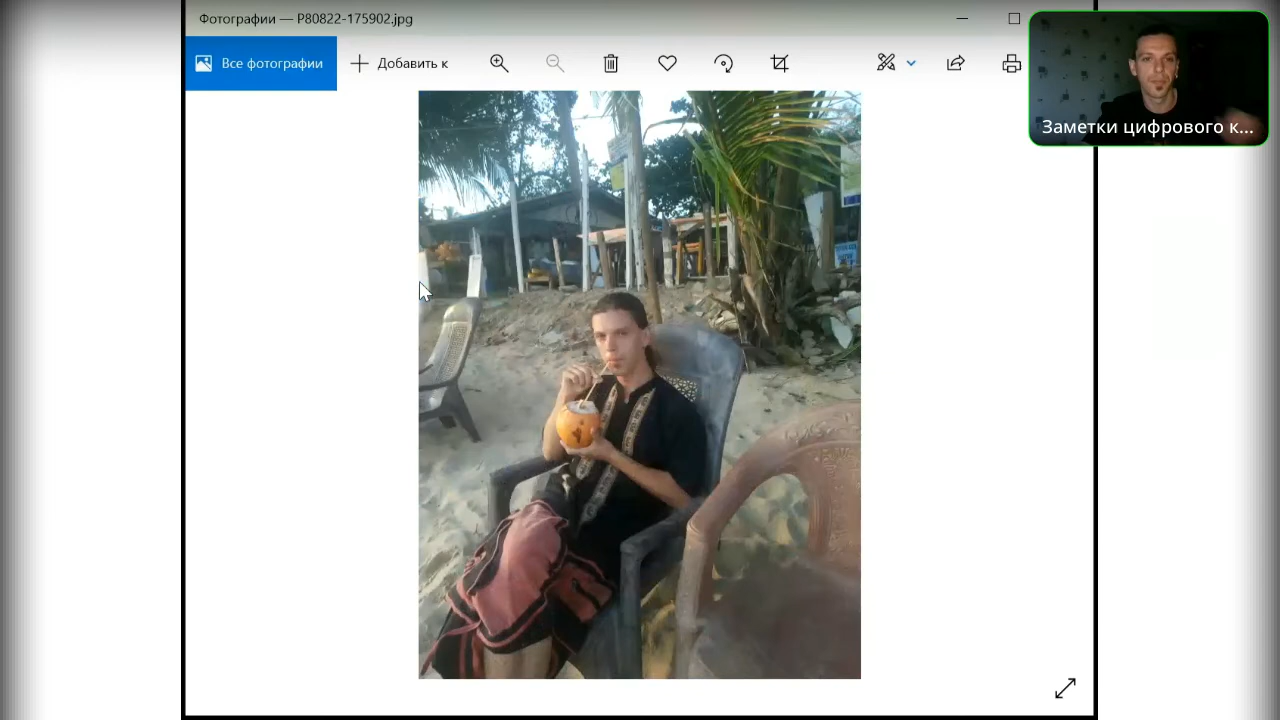 Фотографии — P80822-175902.jpg
Все фотографии
Добавить к
Заметки цифрового к...